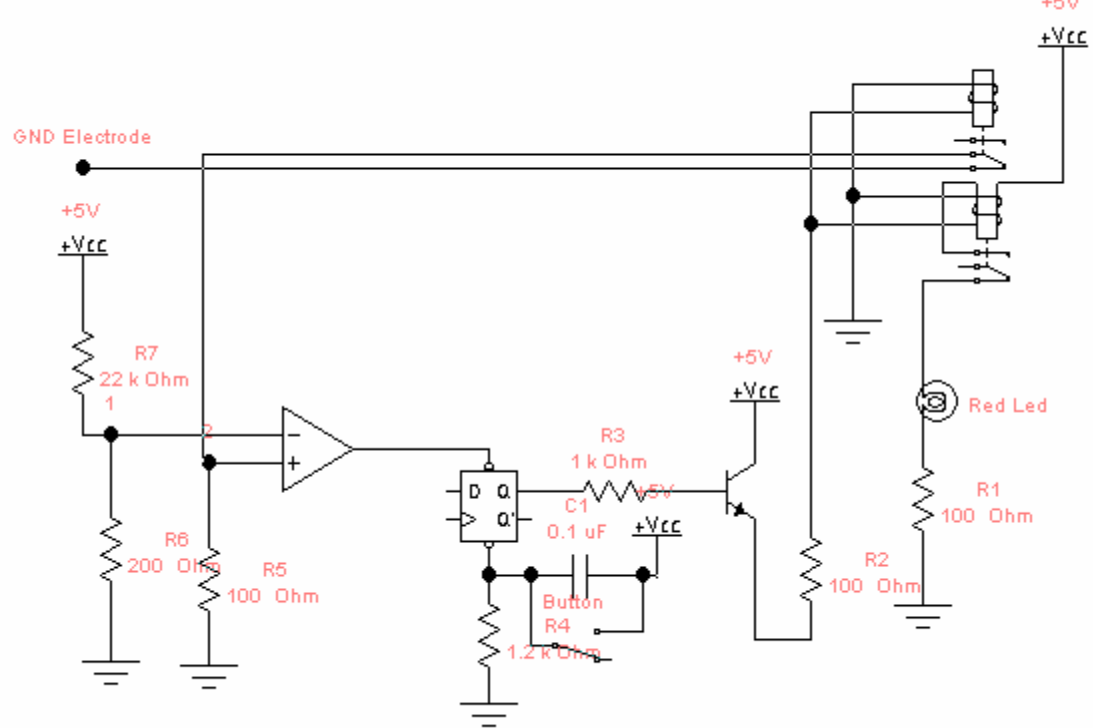 +5V
+Vcc
GND Electrode
+5V
+Vcc
R7
22 k Ohm
1
2
+5V
+Vcc
Red Led
R3
1 k Ohm
+5V
D Q
Q'
C1
0.1 uF
+Vcc
R1
100 Ohm
R6
200 Ohm
R5
100 Ohm
R2
100 Ohm
Button
R4
1.2 k Ohm